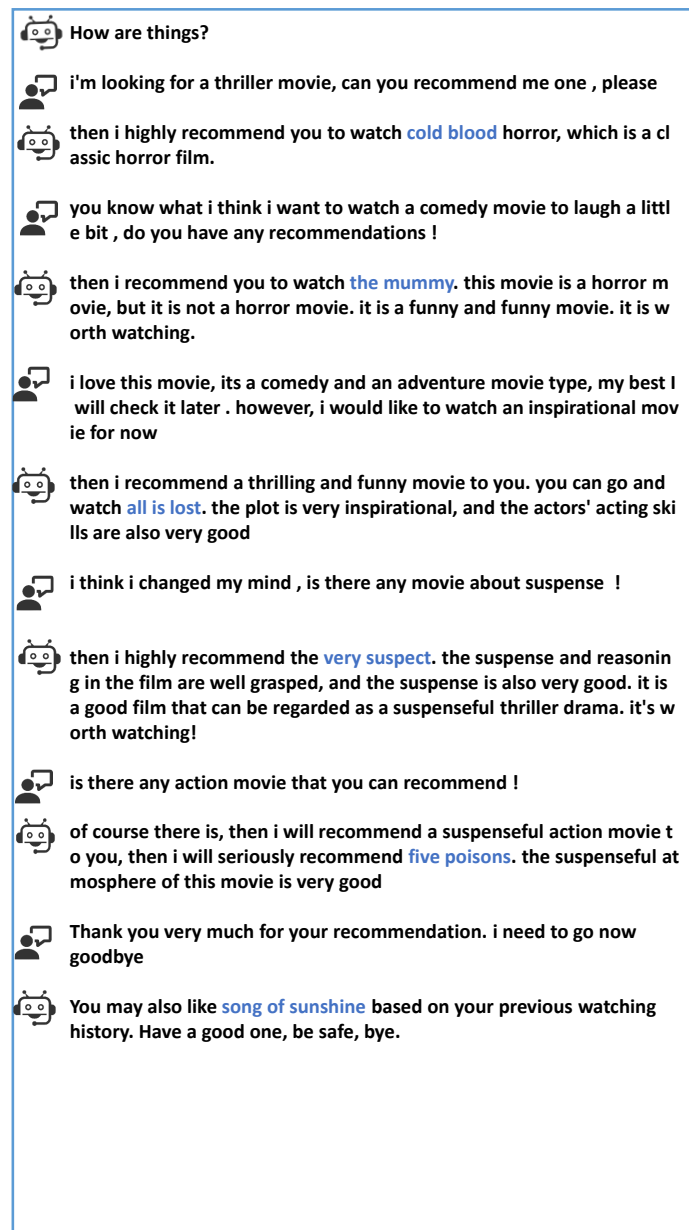 How are things?
i'm looking for a thriller movie, can you recommend me one , please
then i highly recommend you to watch cold blood horror, which is a cl
assic horror film.
you know what i think i want to watch a comedy movie to laugh a littl
e bit , do you have any recommendations !
then i recommend you to watch the mummy. this movie is a horror m
ovie, but it is not a horror movie. it is a funny and funny movie. it is w
orth watching.
i love this movie, its a comedy and an adventure movie type, my best I
will check it later . however, i would like to watch an inspirational mov
ie for now
then i recommend a thrilling and funny movie to you. you can go and
watch all is lost. the plot is very inspirational, and the actors' acting ski
lls are also very good
i think i changed my mind , is there any movie about suspense !
then i highly recommend the very suspect. the suspense and reasonin
g in the film are well grasped, and the suspense is also very good. it is
a good film that can be regarded as a suspenseful thriller drama. it's w
orth watching!
is there any action movie that you can recommend !
of course there is, then i will recommend a suspenseful action movie t
o you, then i will seriously recommend five poisons. the suspenseful at
mosphere of this movie is very good
Thank you very much for your recommendation. i need to go now
goodbye
You may also like song of sunshine based on your previous watching
history. Have a good one, be safe, bye.